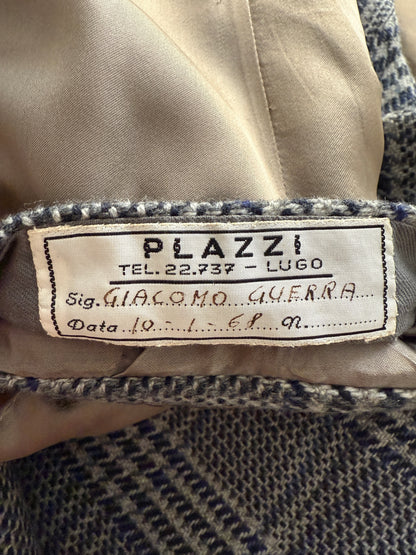 PLAZZI
TEL. 22.737 - LUGO
Sig. GIACOMO GUERRA
Data 10-1-68 N.